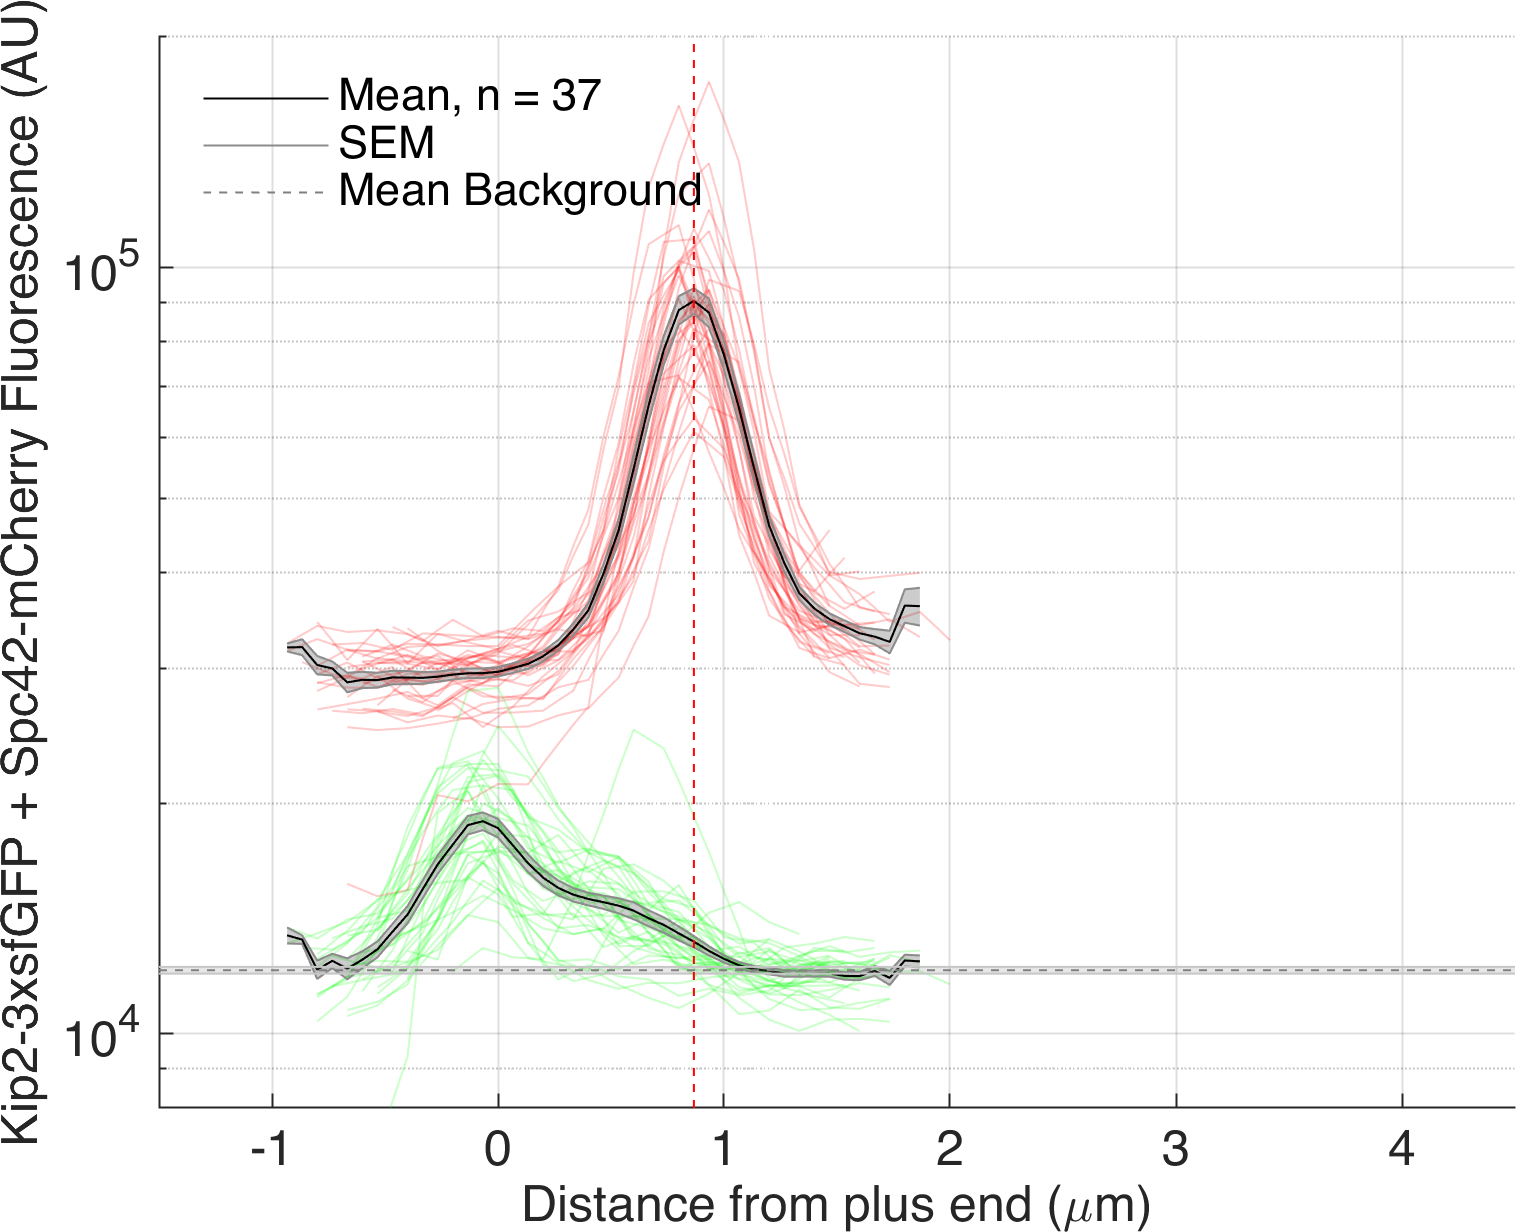 Kip2-3xsfGFP + Spc42-mCherry Fluorescence (AU)
Mean, n = 37
SEM
Mean Background
10^5
10^4
-1 0 1 2 3 4
Distance from plus end (μm)